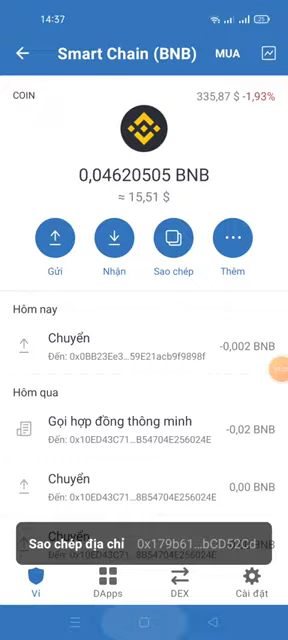 14:37
25
Smart Chain (BNB)
MUA
COIN
335,87 $ -1,93%
0,04620505 BNB
≈ 15,51 $
Gửi
Nhận
Sao chép
Thêm
Hôm nay
Chuyển
-0,002 BNB
Đến: 0x0BB23Ee3...59E21acb9f9898f
Hôm qua
Gọi hợp đồng thông minh
-0,02 BNB
Đến: 0x10ED43C71...B54704E256024E
Chuyển
0,00 BNB
Đến: 0x10ED43C71...8B54704E256024E
Sao chép địa chỉ
Ví
DApps
DEX
Cài đặt